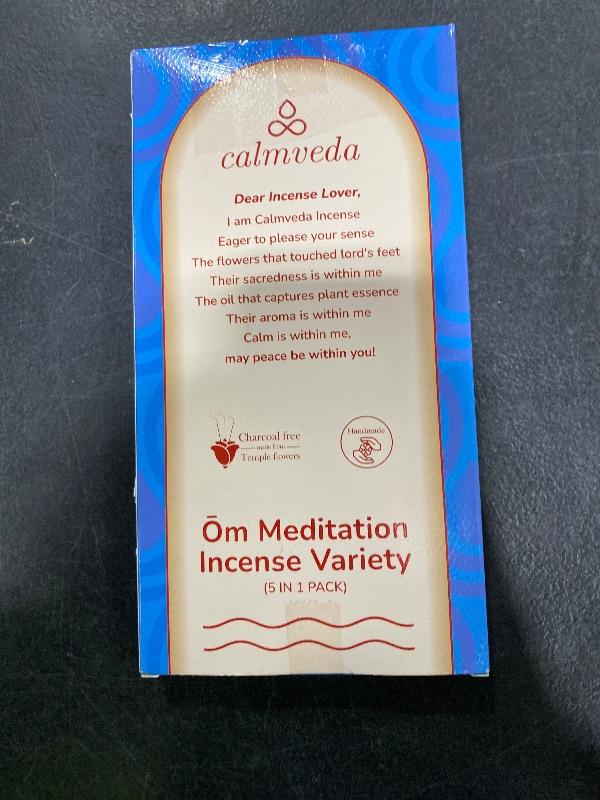 calmveda
Dear Incense Lover,
I am Calmveda Incense
Eager to please your sense
The flowers that touched lord's feet
Their sacredness is within me
The oil that captures plant essence
Their aroma is within me
Calm is within me,
may peace be within you!
Charcoal free
made from
Temple flowers
Handmade
Ōm Meditation
Incense Variety
(5 IN 1 PACK)